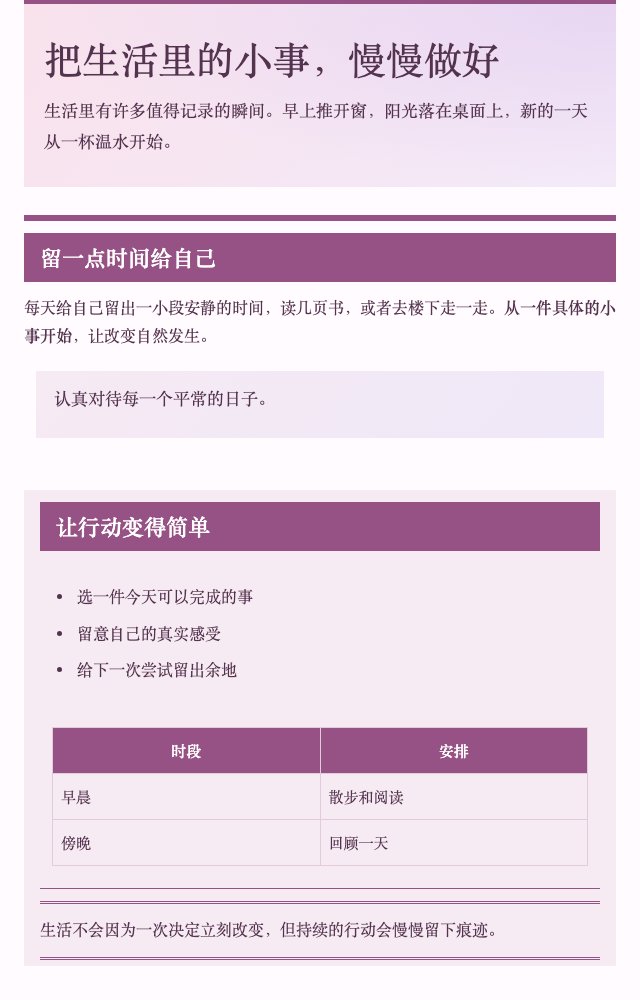 把生活里的小事，慢慢做好
生活里有许多值得记录的瞬间。早上推开窗，阳光落在桌面上，新的一天
从一杯温水开始。
留一点时间给自己
每天给自己留出一小段安静的时间，读几页书，或者去楼下走一走。从一件具体的小
事开始，让改变自然发生。
认真对待每一个平常的日子。
让行动变得简单
• 选一件今天可以完成的事
• 留意自己的真实感受
• 给下一次尝试留出余地
时段 安排
早晨 散步和阅读
傍晚 回顾一天
生活不会因为一次决定立刻改变，但持续的行动会慢慢留下痕迹。